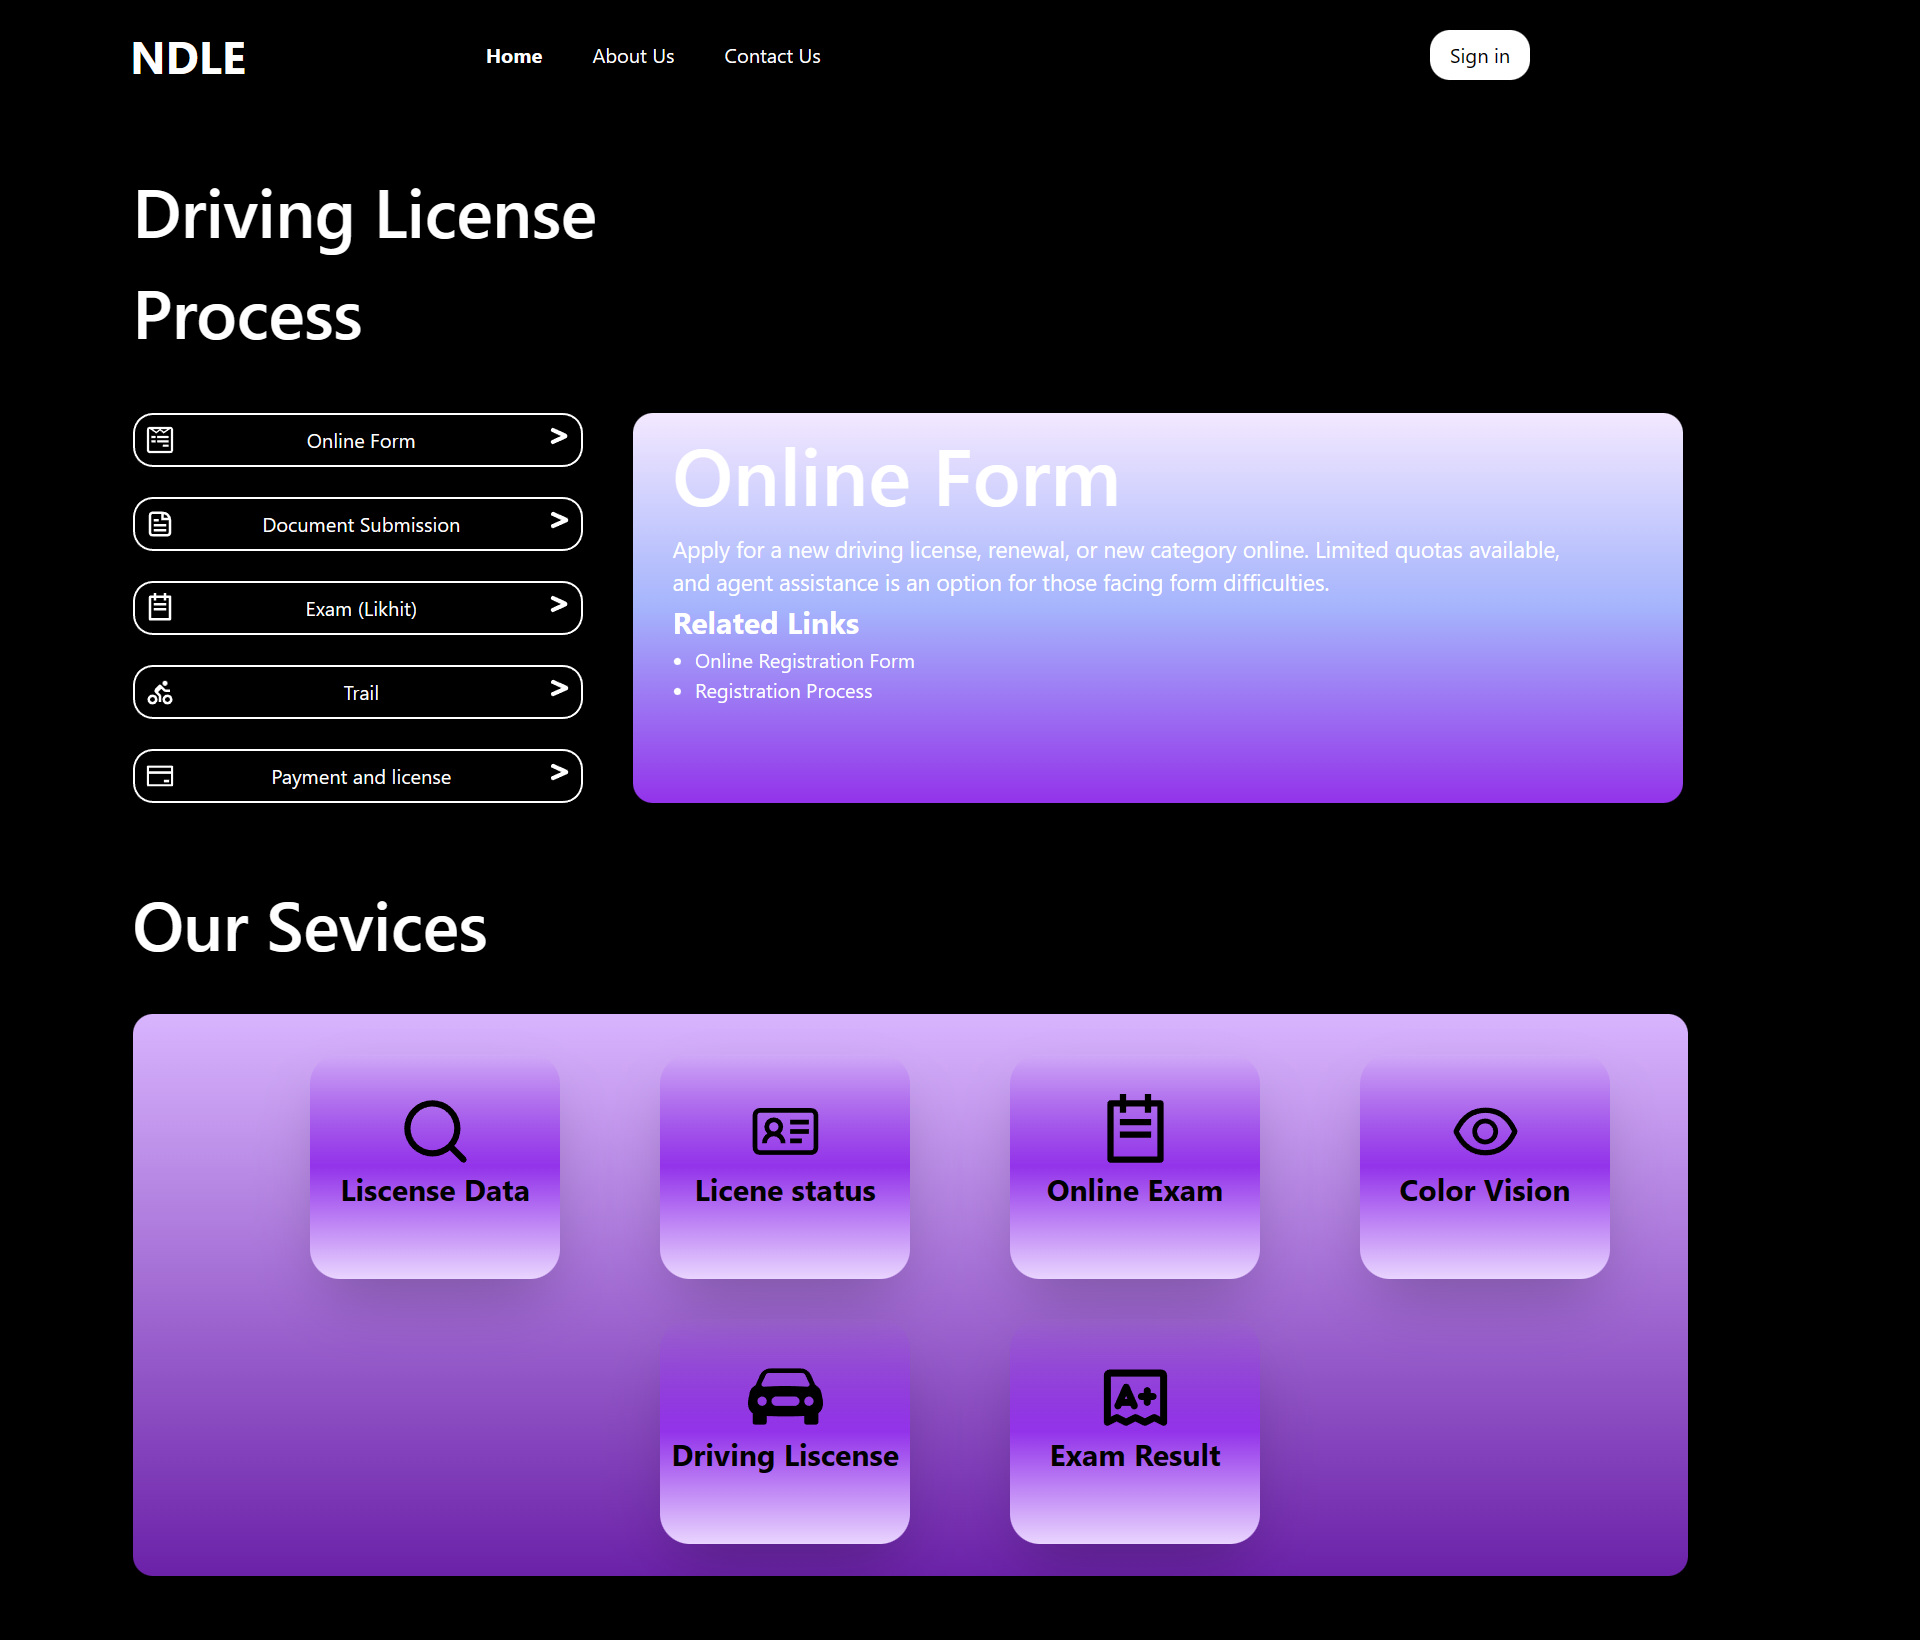 NDLE
Home
About Us
Contact Us
Sign in
Driving License
Process
Online Form
>
Document Submission
>
Exam (Likhit)
>
Trail
>
Payment and license
>
Online Form
Apply for a new driving license, renewal, or new category online. Limited quotas available,
and agent assistance is an option for those facing form difficulties.
Related Links
• Online Registration Form
• Registration Process
Our Sevices
Liscense Data
Licene status
Online Exam
Color Vision
Driving Liscense
A+
Exam Result